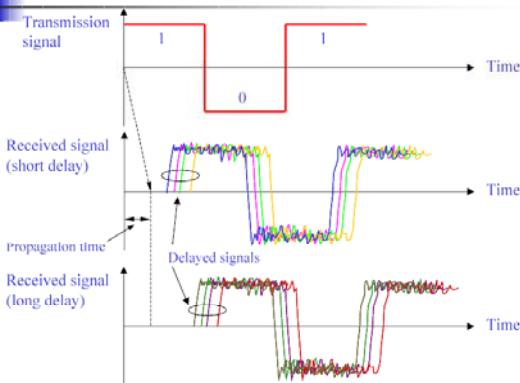 Transmission
signal
1
1
Time
0
Received signal
(short delay)
Time
Propagation time
Delayed signals
Received signal
(long delay)
Time